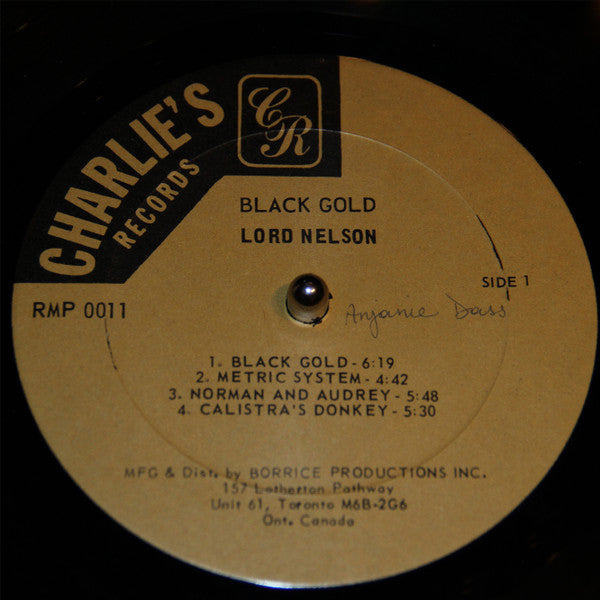 CHARLIE'S
RECORDS
CR
BLACK GOLD
LORD NELSON
RMP 0011
SIDE 1
Anjanie Dass
1. BLACK GOLD - 6:19
2. METRIC SYSTEM - 4:42
3. NORMAN AND AUDREY - 5:48
4. CALISTRA'S DONKEY - 5:30
MFG & Dist. by BORRICE PRODUCTIONS INC.
157 Lotherton Pathway
Unit 61, Toronto M6B-2G6
Ont. Canada